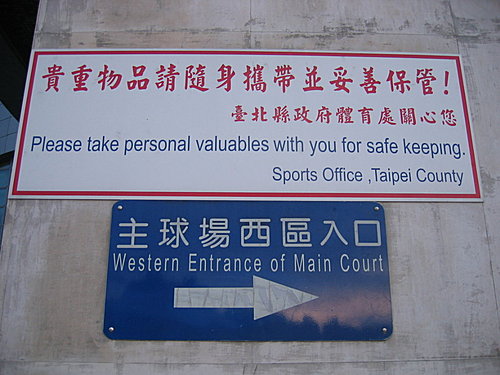 貴重物品請隨身攜帶並妥善保管!
臺北縣政府體育處關心您
Please take personal valuables with you for safe keeping.
Sports Office ,Taipei County
主球場西區入口
Western Entrance of Main Court